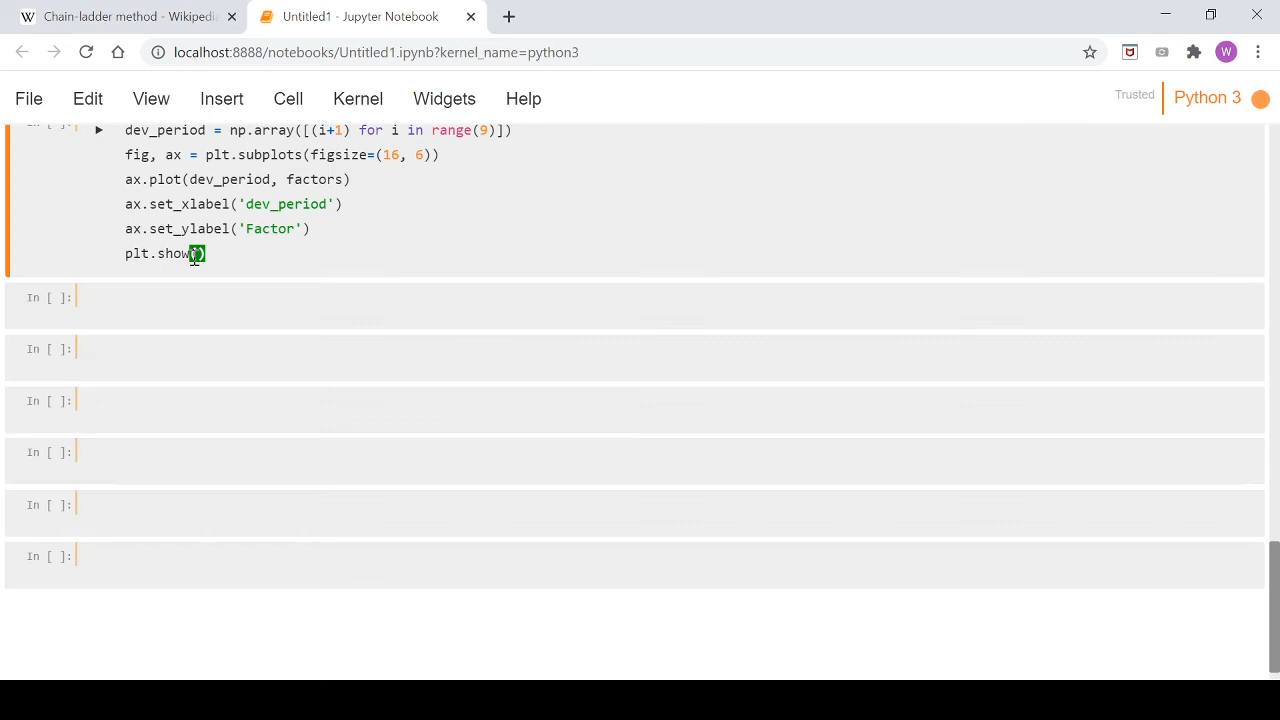 Chain-ladder method - Wikipedi
Untitled1 - Jupyter Notebook
localhost:8888/notebooks/Untitled1.ipynb?kernel_name=python3
W
File Edit View Insert Cell Kernel Widgets Help
Trusted
Python 3
In [ ]:
dev_period = np.array([(i+1) for i in range(9)])
fig, ax = plt.subplots(figsize=(16, 6))
ax.plot(dev_period, factors)
ax.set_xlabel('dev_period')
ax.set_ylabel('Factor')
plt.show()
In [ ]:
In [ ]:
In [ ]:
In [ ]:
In [ ]:
In [ ]: